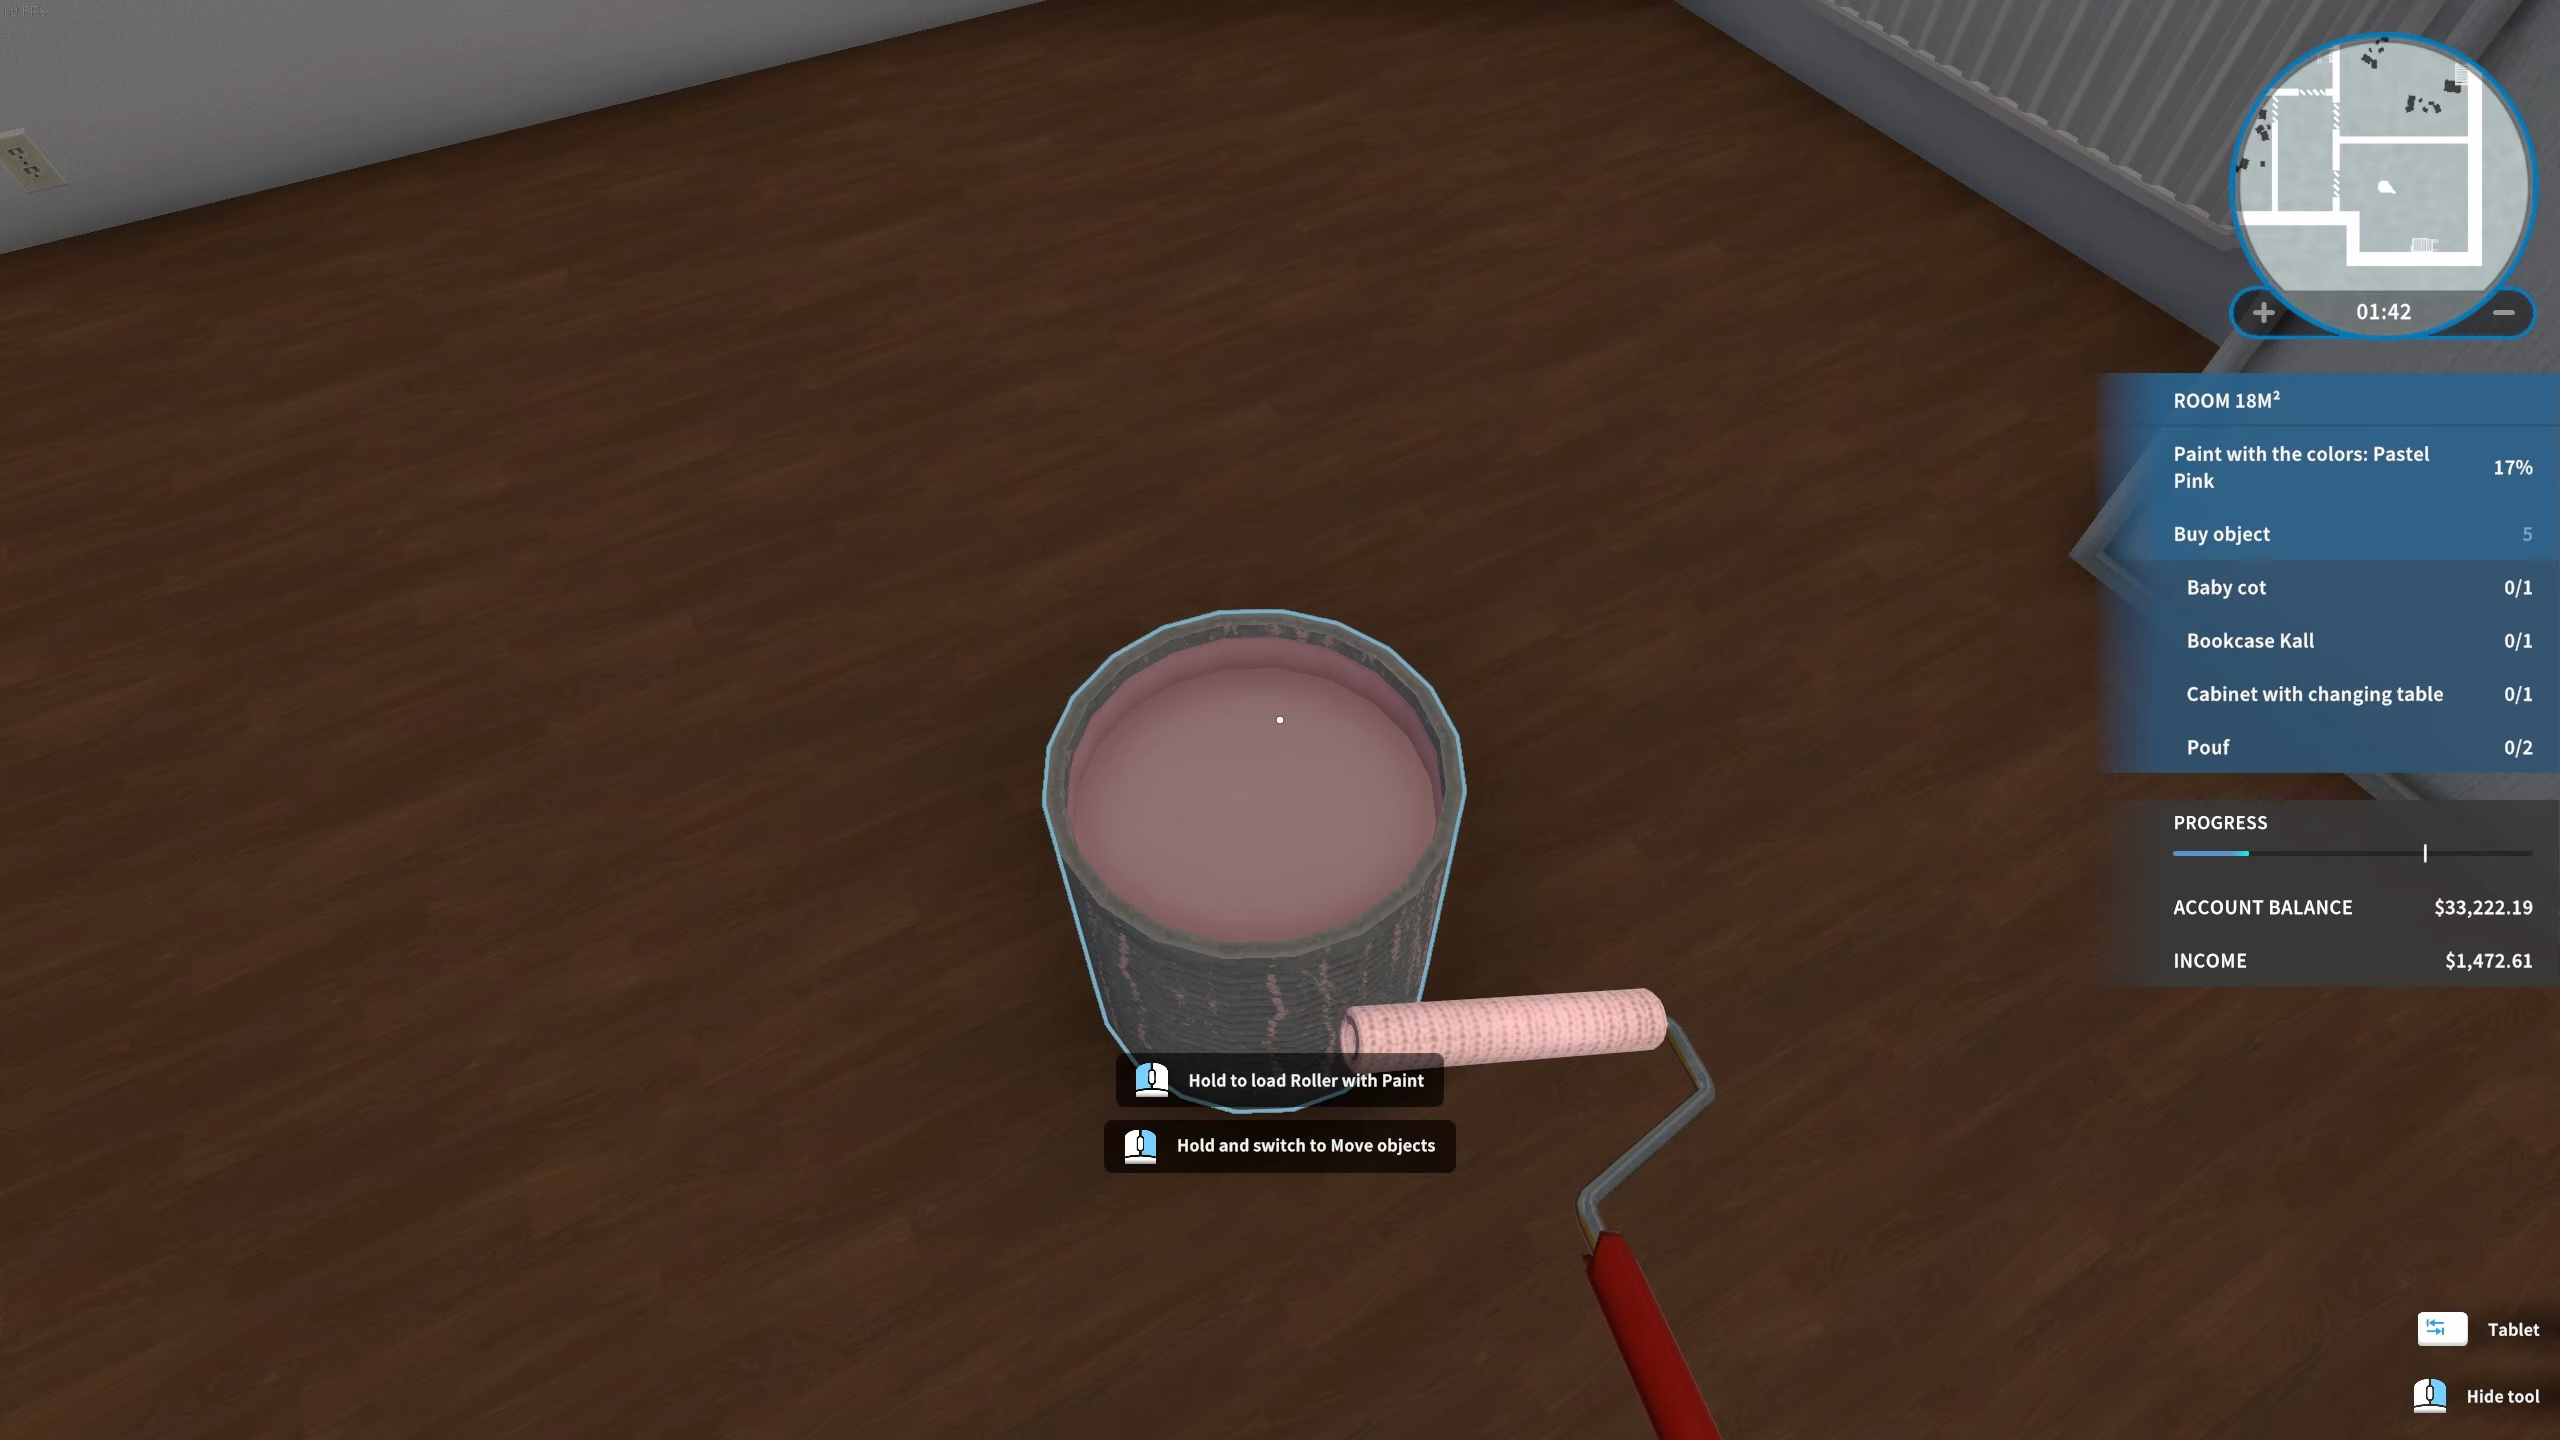 60 FPS
01:42
ROOM 18M²
Paint with the colors: Pastel
Pink
17%
Buy object 5
Baby cot 0/1
Bookcase Kall 0/1
Cabinet with changing table 0/1
Pouf 0/2
PROGRESS
ACCOUNT BALANCE $33,222.19
INCOME $1,472.61
Hold to load Roller with Paint
Hold and switch to Move objects
Tablet
Hide tool